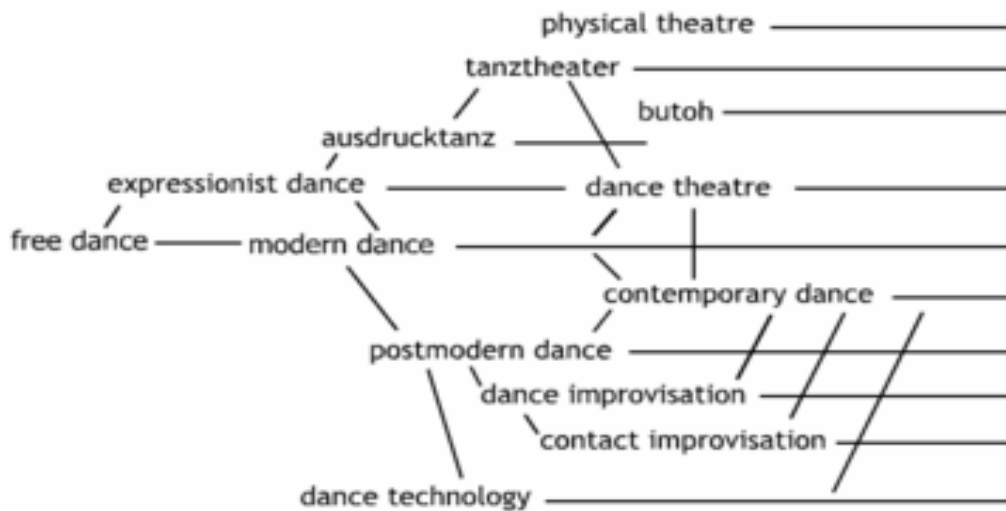 physical theatre
tanztheater
butoh
ausdrucktanz
expressionist dance
dance theatre
free dance
modern dance
contemporary dance
postmodern dance
dance improvisation
contact improvisation
dance technology